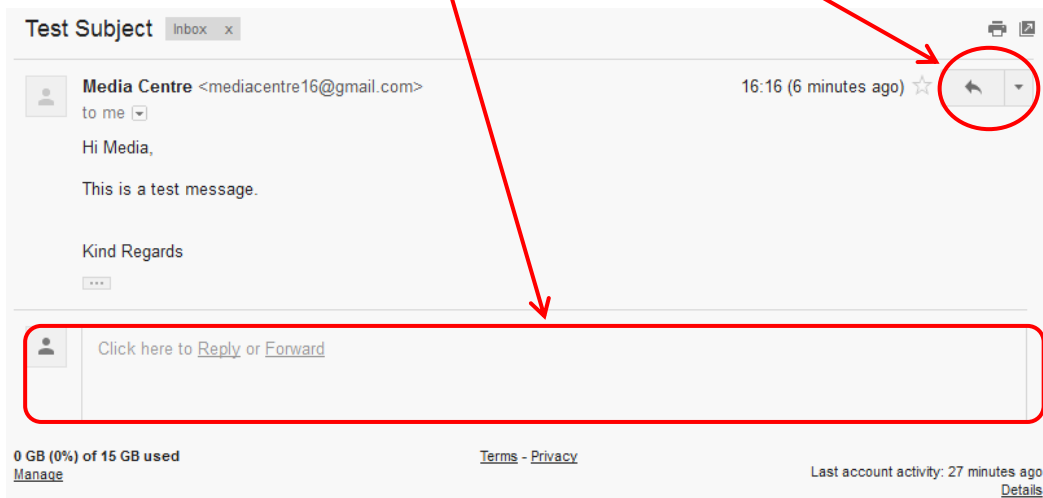 Test Subject Inbox x
Media Centre <mediacentre16@gmail.com> 16:16 (6 minutes ago)
to me
Hi Media,
This is a test message.
Kind Regards
Click here to Reply or Forward
0 GB (0%) of 15 GB used
Manage
Terms - Privacy
Last account activity: 27 minutes ago
Details